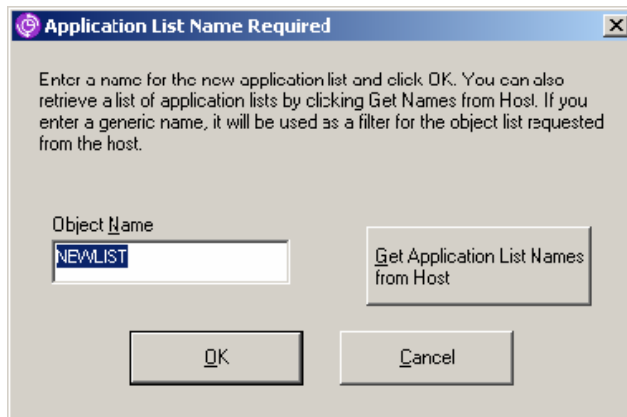 Application List Name Required
Enter a name for the new application list and click OK. You can also
retrieve a list of application lists by clicking Get Names from Host. If you
enter a generic name, it will be used as a filter for the object list requested
from the host.
Object Name
NEWLIST
Get Application List Names
from Host
OK
Cancel